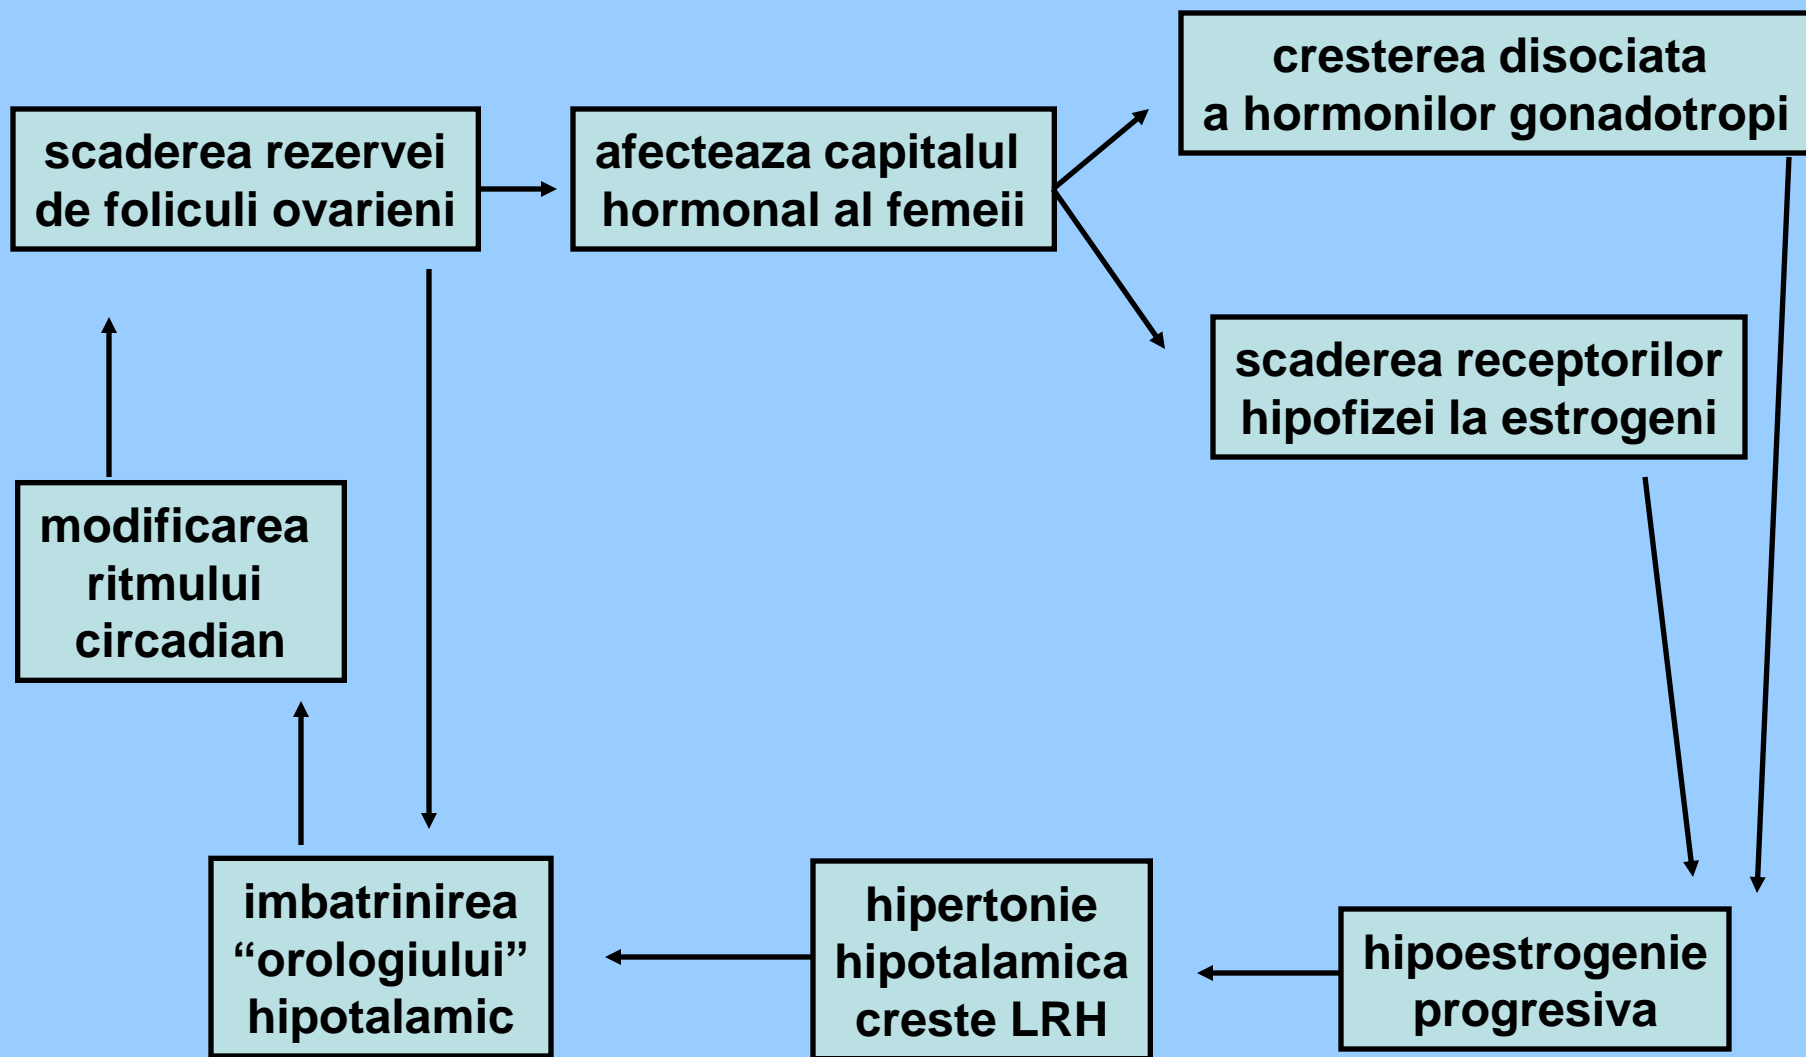 cresterea disociata
a hormonilor gonadotropi
scaderea rezervei
de foliculi ovarieni
afecteaza capitalul
hormonal al femeii
scaderea receptorilor
hipofizei la estrogeni
modificarea
ritmului
circadian
imbatrinirea
“orologiului”
hipotalamic
hipertonie
hipotalamica
creste LRH
hipoestrogenie
progresiva